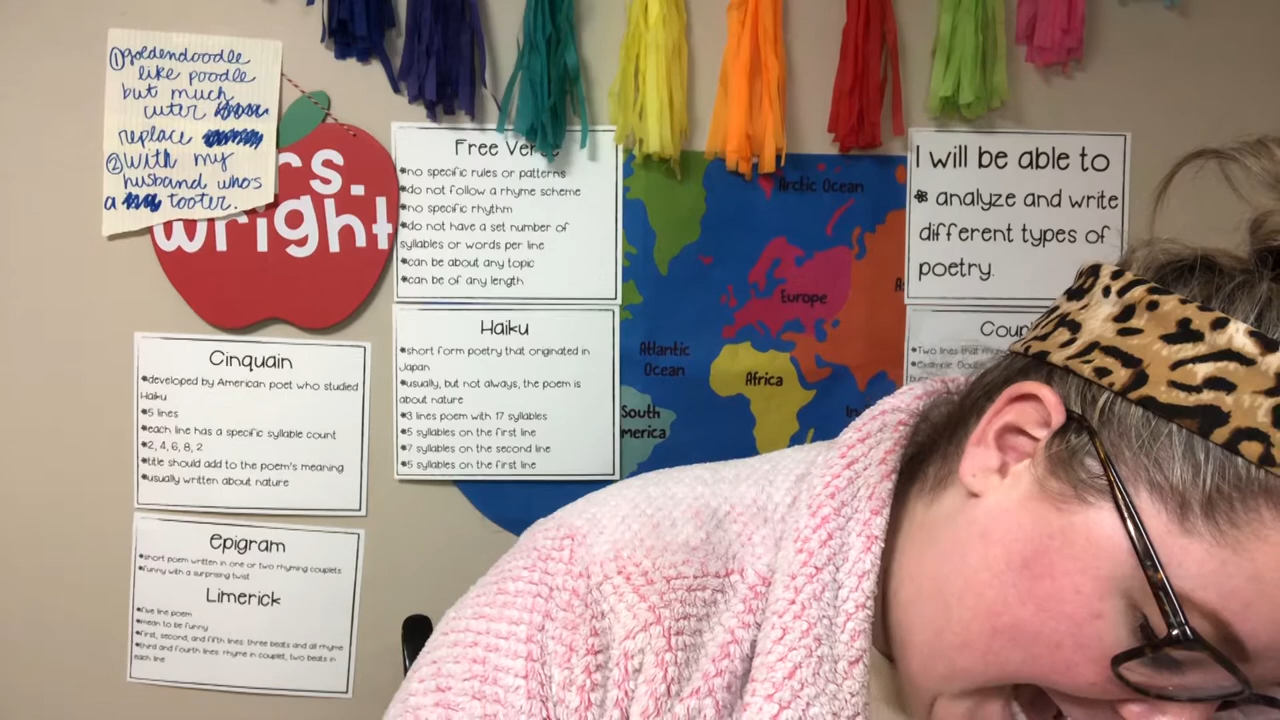 ①goldendoodle
like poodle
but much
cuter
replace
②with my
husband who's
a tooter.
rs.
wright
Free Verse
*no specific rules or patterns
*do not follow a rhyme scheme
*no specific rhythm
*do not have a set number of
syllables or words per line
*can be about any topic
*can be of any length
Haiku
*short form poetry that originated in
Japan
*usually, but not always, the poem is
about nature
*3 lines poem with 17 syllables
*5 syllables on the first line
*7 syllables on the second line
*5 syllables on the first line
Cinquain
*developed by American poet who studied
Haiku
*5 lines
*each line has a specific syllable count
*2, 4, 6, 8, 2
*title should add to the poem's meaning
*usually written about nature
Epigram
*short poem written in one or two rhyming couplets
*funny with a surprising twist
Limerick
*five line poem
*mean to be funny
*first, second, and fifth lines: three beats and all rhyme
*third and fourth lines: rhyme in couplet, two beats in
each line
Arctic Ocean
Europe
Atlantic
Ocean
Africa
South
merica
I will be able to
* analyze and write
different types of
poetry.
Coupl
*Two lines that
*example: